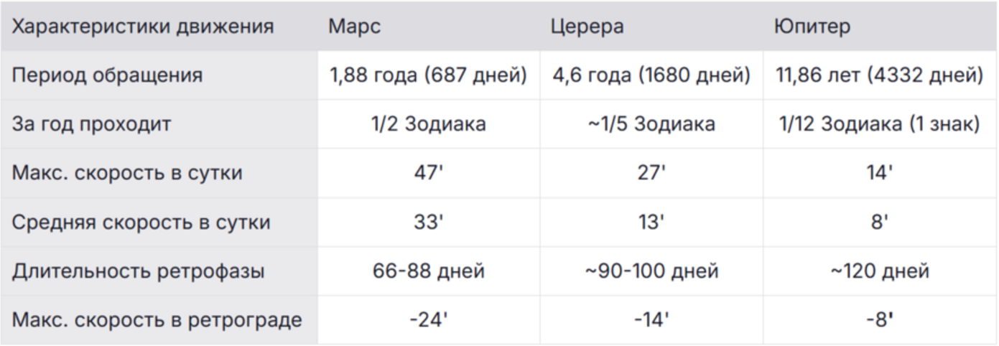 Характеристики движения Марс Церера Юпитер
Период обращения 1,88 года (687 дней) 4,6 года (1680 дней) 11,86 лет (4332 дней)
За год проходит 1/2 Зодиака ~1/5 Зодиака 1/12 Зодиака (1 знак)
Макс. скорость в сутки 47' 27' 14'
Средняя скорость в сутки 33' 13' 8'
Длительность ретрофазы 66-88 дней ~90-100 дней ~120 дней
Макс. скорость в ретрограде -24' -14' -8'